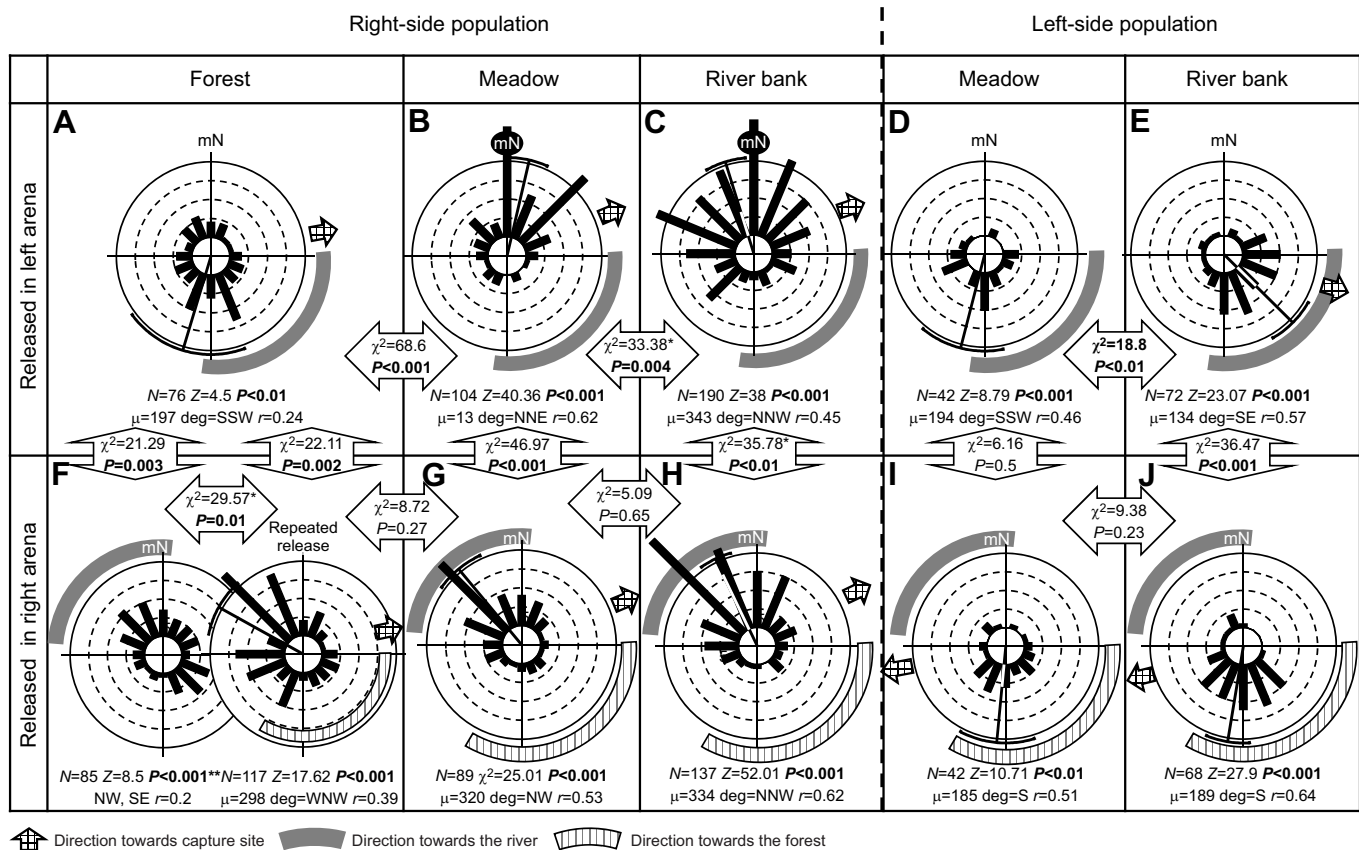 Right-side population
Left-side population
Forest
Meadow
River bank
Meadow
River bank
Released in left arena
A
mN
N=76 Z=4.5 P<0.01
μ=197 deg=SSW r=0.24
B
mN
N=104 Z=40.36 P<0.001
μ=13 deg=NNE r=0.62
C
mN
N=190 Z=38 P<0.001
μ=343 deg=NNW r=0.45
D
mN
N=42 Z=8.79 P<0.001
μ=194 deg=SSW r=0.46
E
mN
N=72 Z=23.07 P<0.001
μ=134 deg=SE r=0.57
χ²=68.6
P<0.001
χ²=33.38*
P=0.004
χ²=18.8
P<0.01
χ²=21.29
P=0.003
χ²=22.11
P=0.002
χ²=46.97
P<0.001
χ²=35.78*
P<0.01
χ²=6.16
P=0.5
χ²=36.47
P<0.001
Released in right arena
F
χ²=29.57*
P=0.01
χ²=8.72
P=0.27
χ²=5.09
P=0.65
χ²=9.38
P=0.23
mN
Repeated
release
N=85 Z=8.5 P<0.001**
NW, SE r=0.2
N=117 Z=17.62 P<0.001
μ=298 deg=WNW r=0.39
G
mN
N=89 χ²=25.01 P<0.001
μ=320 deg=NW r=0.53
H
mN
N=137 Z=52.01 P<0.001
μ=334 deg=NNW r=0.62
I
mN
N=42 Z=10.71 P<0.01
μ=185 deg=S r=0.51
J
mN
N=68 Z=27.9 P<0.001
μ=189 deg=S r=0.64
Direction towards capture site
Direction towards the river
Direction towards the forest